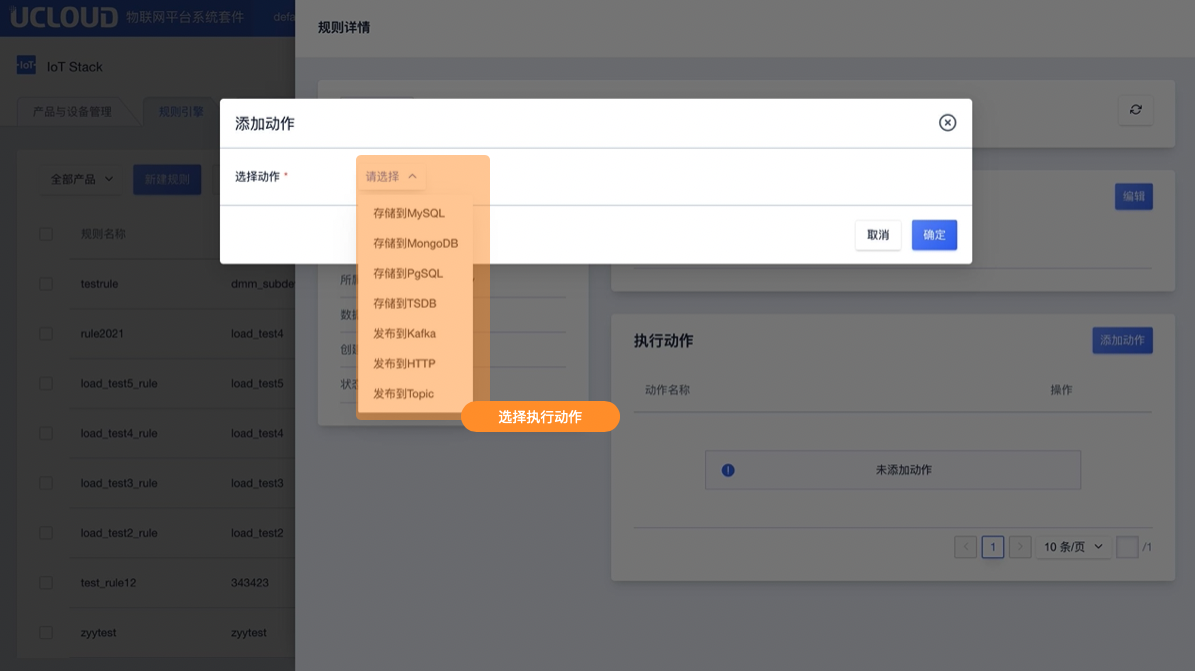 UCLOUD 物联网平台系统套件 defa
规则详情
IoT IoT Stack
产品与设备管理 规则引擎
添加动作
全部产品 新建规则
选择动作 * 请选择
编辑
取消 确定
规则名称
存储到MySQL
存储到MongoDB
存储到PgSQL
存储到TSDB
发布到Kafka
发布到HTTP
发布到Topic
选择执行动作
testrule dmm_subde
rule2021 load_test4
load_test5_rule load_test5
load_test4_rule load_test4
load_test3_rule load_test3
load_test2_rule load_test2
test_rule12 343423
zyytest zyytest
所属
数据
创建
状态
执行动作 添加动作
动作名称 操作
未添加动作
1 10 条/页 /1